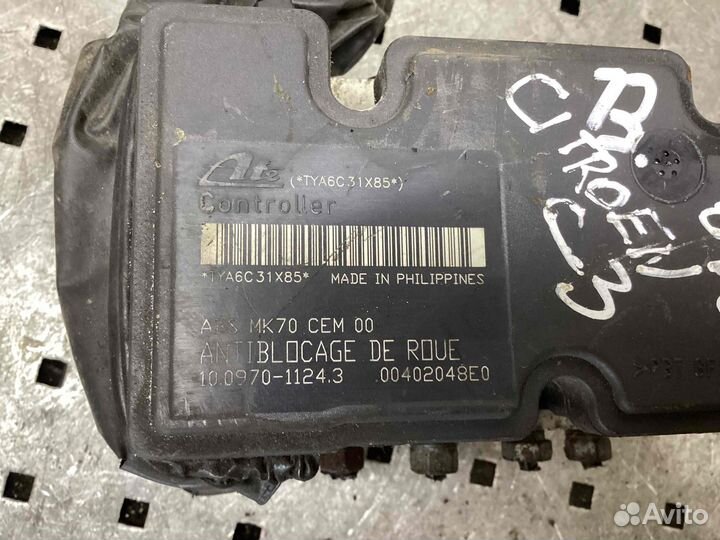 Ate (*TYA6C31X85*)
Controller
*TYA6C31X85* MADE IN PHILIPPINES
ABS MK70 CEM 00
ANTIBLOCAGE DE ROUE
10.0970-1124.3 .00402048E0
CITROEN
C3
Avito